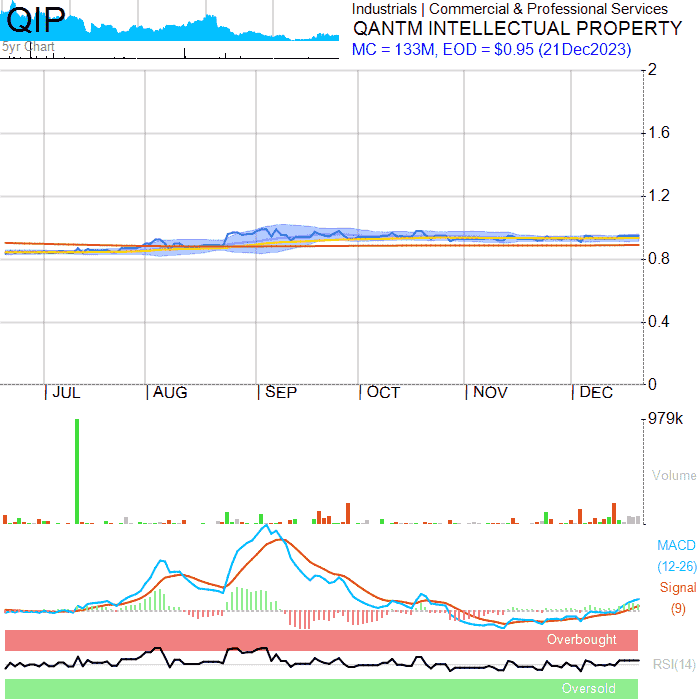 QIP
5yr Chart
Industrials | Commercial & Professional Services
QANTM INTELLECTUAL PROPERTY
MC = 133M, EOD = $0.95 (21Dec2023)
2
1.6
1.2
0.8
0.4
0
JUL AUG SEP OCT NOV DEC
979k
Volume
MACD
(12-26)
Signal
(9)
Overbought
RSI(14)
Oversold